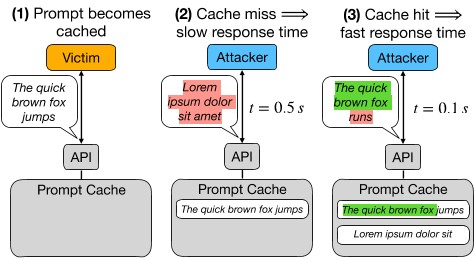 (1) Prompt becomes
cached
Victim
The quick
brown fox
jumps
API
Prompt Cache
(2) Cache miss ⟹
slow response time
Attacker
Lorem
ipsum dolor
sit amet
t = 0.5 s
API
Prompt Cache
The quick brown fox jumps
(3) Cache hit ⟹
fast response time
Attacker
The quick
brown fox
runs
t = 0.1 s
API
Prompt Cache
The quick brown fox jumps
Lorem ipsum dolor sit